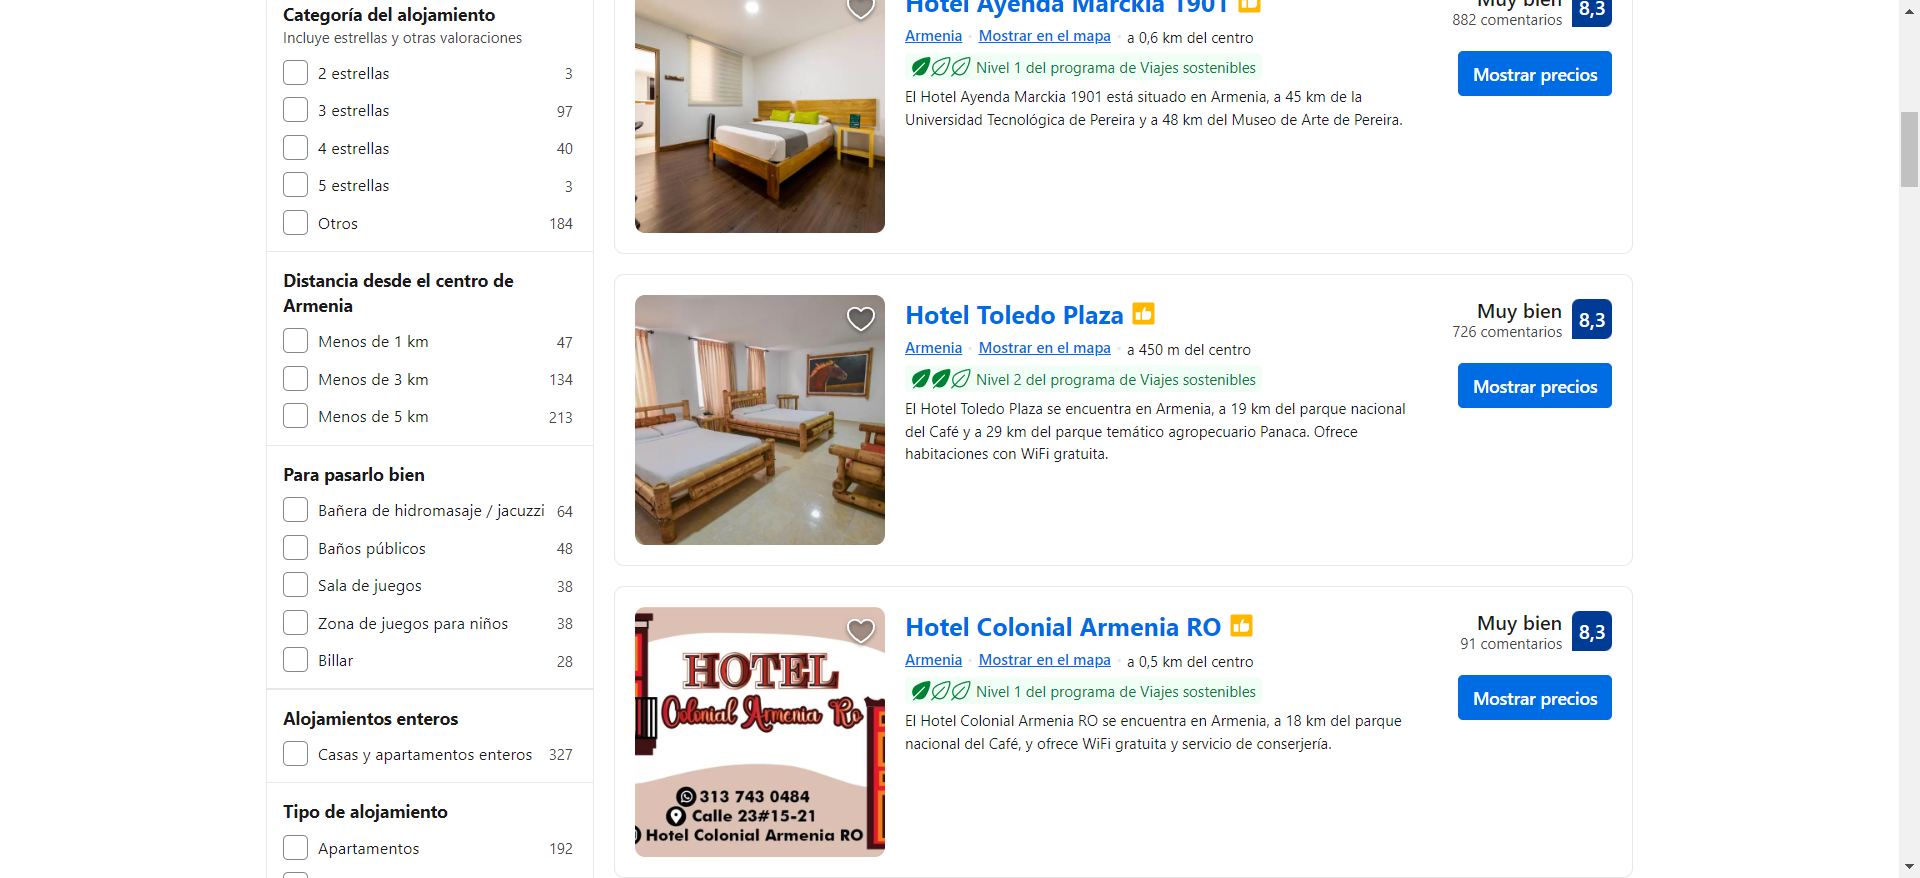 Categoría del alojamiento
Incluye estrellas y otras valoraciones
2 estrellas 3
3 estrellas 97
4 estrellas 40
5 estrellas 3
Otros 184
Distancia desde el centro de
Armenia
Menos de 1 km 47
Menos de 3 km 134
Menos de 5 km 213
Para pasarlo bien
Bañera de hidromasaje / jacuzzi 64
Baños públicos 48
Sala de juegos 38
Zona de juegos para niños 38
Billar 28
Alojamientos enteros
Casas y apartamentos enteros 327
Tipo de alojamiento
Apartamentos 192
Hotel Ayenda Marckia 1901
Armenia Mostrar en el mapa a 0,6 km del centro
Nivel 1 del programa de Viajes sostenibles
El Hotel Ayenda Marckia 1901 está situado en Armenia, a 45 km de la
Universidad Tecnológica de Pereira y a 48 km del Museo de Arte de Pereira.
Muy bien
882 comentarios
8,3
Mostrar precios
Hotel Toledo Plaza
Armenia Mostrar en el mapa a 450 m del centro
Nivel 2 del programa de Viajes sostenibles
El Hotel Toledo Plaza se encuentra en Armenia, a 19 km del parque nacional
del Café y a 29 km del parque temático agropecuario Panaca. Ofrece
habitaciones con WiFi gratuita.
Muy bien
726 comentarios
8,3
Mostrar precios
HOTEL
Colonial Armenia Ro
313 743 0484
Calle 23#15-21
Hotel Colonial Armenia RO
Hotel Colonial Armenia RO
Armenia Mostrar en el mapa a 0,5 km del centro
Nivel 1 del programa de Viajes sostenibles
El Hotel Colonial Armenia RO se encuentra en Armenia, a 18 km del parque
nacional del Café, y ofrece WiFi gratuita y servicio de conserjería.
Muy bien
91 comentarios
8,3
Mostrar precios